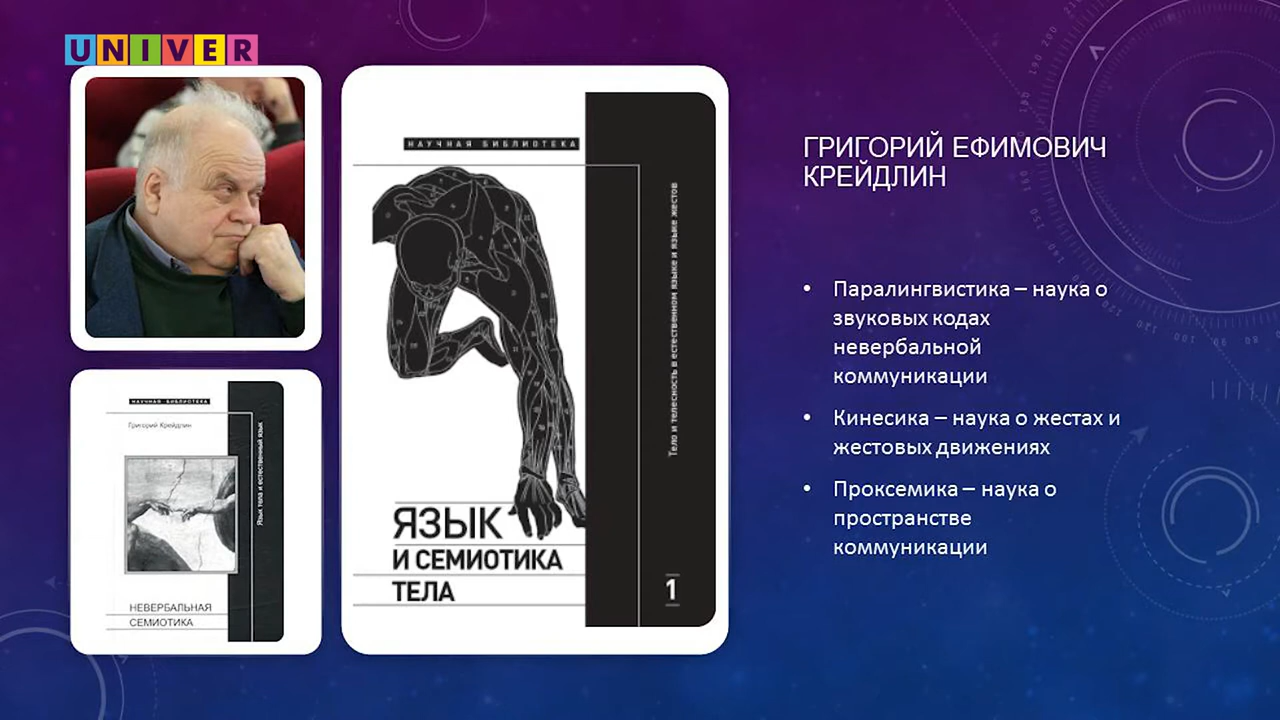 UNIVER
НАУЧНАЯ БИБЛИОТЕКА
Тело и телесность в естественном языке и языке жестов
ЯЗЫК
И СЕМИОТИКА
ТЕЛА
1
НАУЧНАЯ БИБЛИОТЕКА
Григорий Крейдлин
Язык тела и естественный язык
НЕВЕРБАЛЬНАЯ
СЕМИОТИКА
ГРИГОРИЙ ЕФИМОВИЧ
КРЕЙДЛИН
• Паралингвистика – наука о
звуковых кодах
невербальной
коммуникации
• Кинесика – наука о жестах и
жестовых движениях
• Проксемика – наука о
пространстве
коммуникации